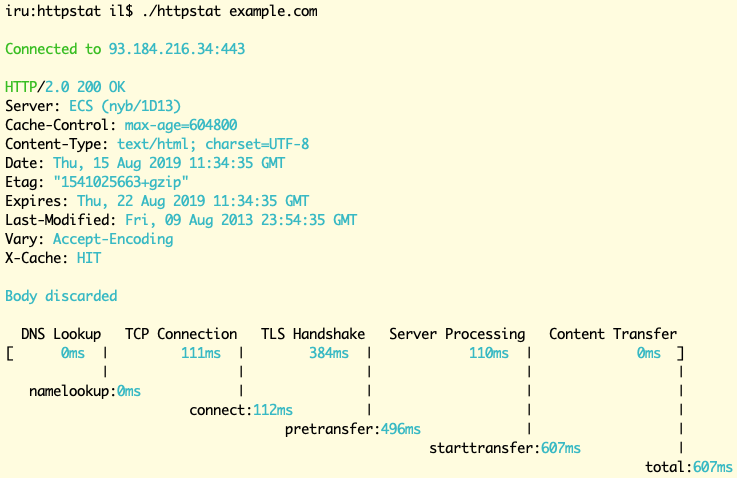 iru:httpstat il$ ./httpstat example.com
Connected to 93.184.216.34:443
HTTP/2.0 200 OK
Server: ECS (nyb/1D13)
Cache-Control: max-age=604800
Content-Type: text/html; charset=UTF-8
Date: Thu, 15 Aug 2019 11:34:35 GMT
Etag: "1541025663+gzip"
Expires: Thu, 22 Aug 2019 11:34:35 GMT
Last-Modified: Fri, 09 Aug 2013 23:54:35 GMT
Vary: Accept-Encoding
X-Cache: HIT
Body discarded
DNS Lookup TCP Connection TLS Handshake Server Processing Content Transfer
[ 0ms | 111ms | 384ms | 110ms | 0ms ]
| | | | |
namelookup:0ms | | | |
connect:112ms | | |
pretransfer:496ms | |
starttransfer:607ms |
total:607ms